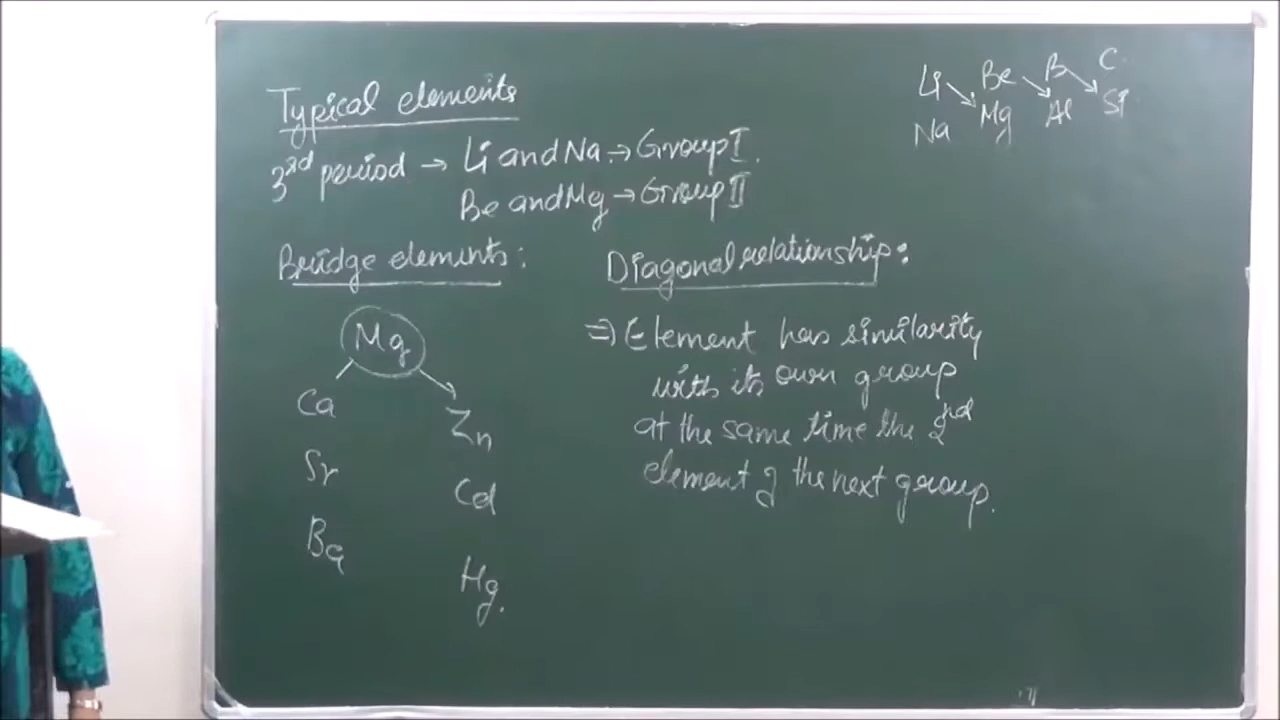 Typical elements
3rd period → Li and Na → Group I.
Be and Mg → Group II
Li Be B C
Na Mg Al Si
Bridge elements:
Mg
Ca Zn
Sr Cd
Ba Hg.
Diagonal relationship:
⇒ Element has similarity
with its own group
at the same time the 2nd
element of the next group.